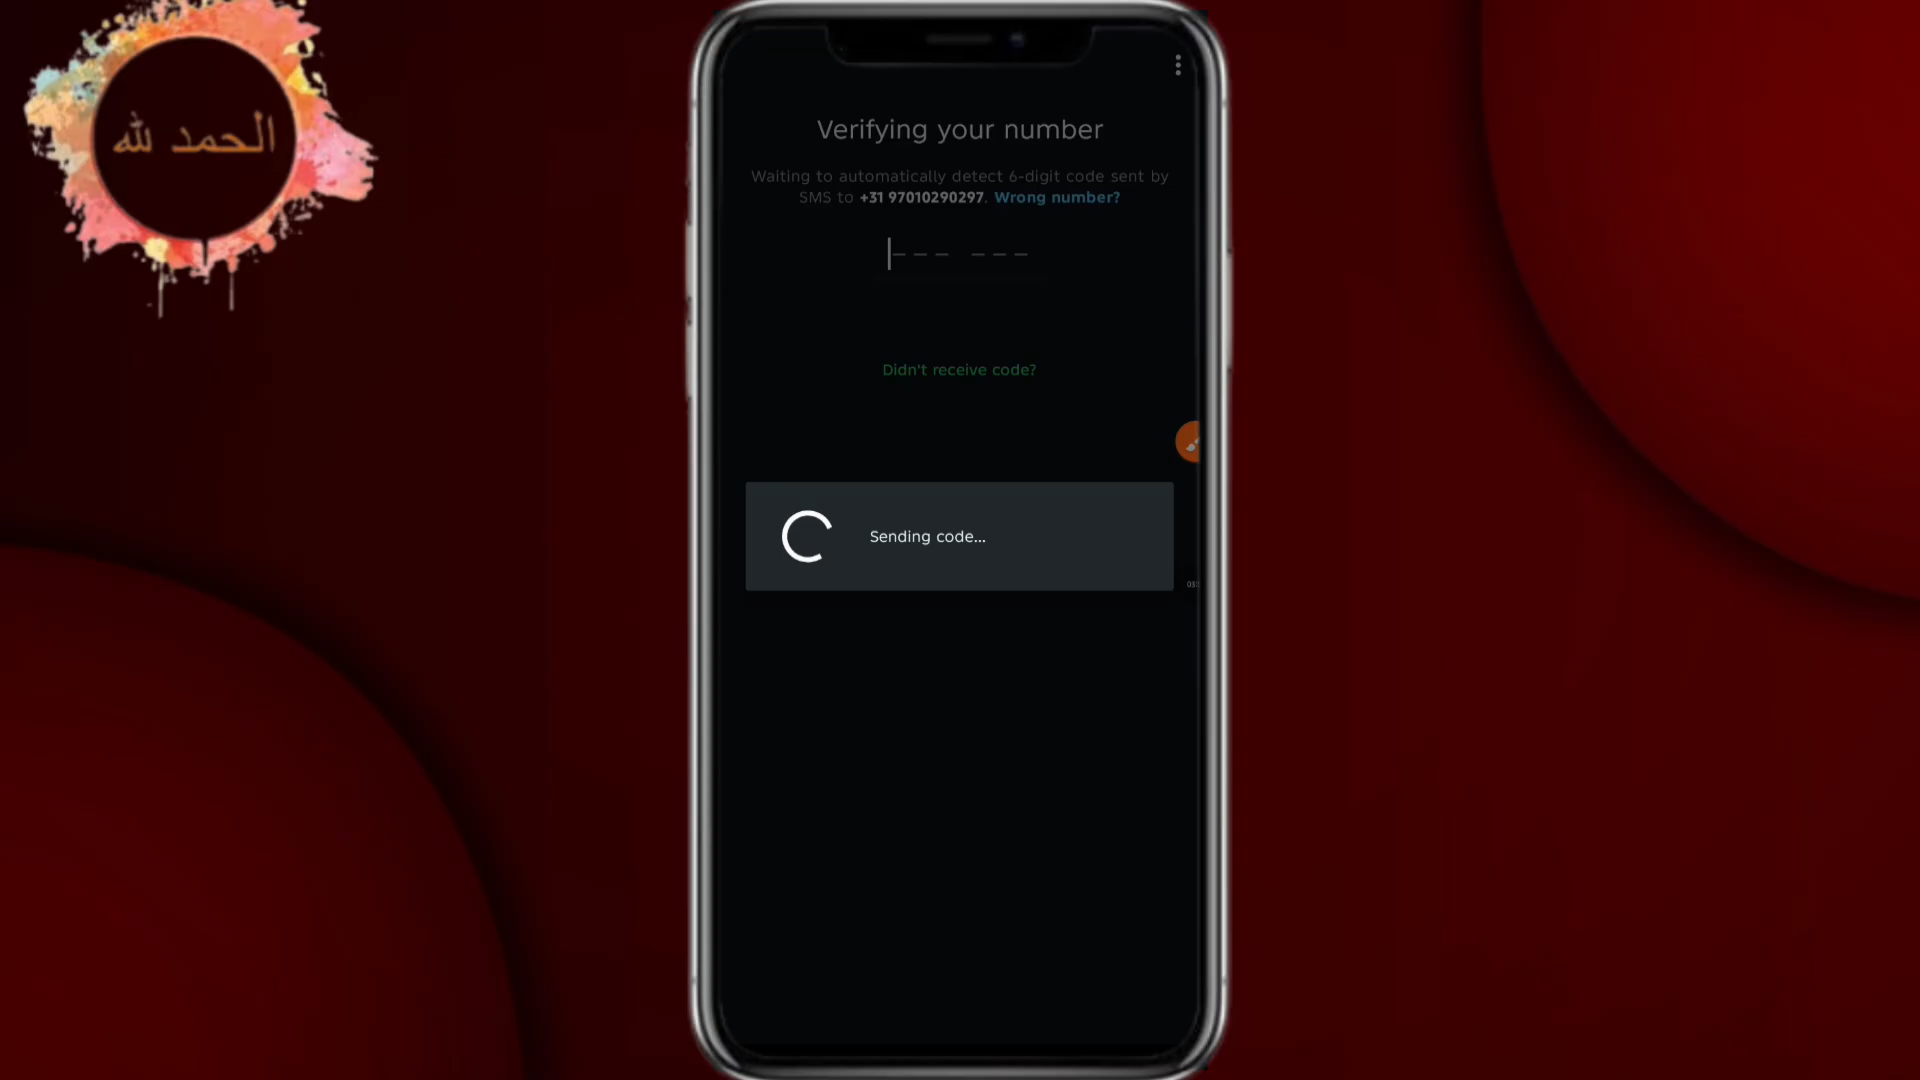 الحمد لله
Verifying your number
Waiting to automatically detect 6-digit code sent by
SMS to +31 97010290297. Wrong number?
Didn't receive code?
Sending code...